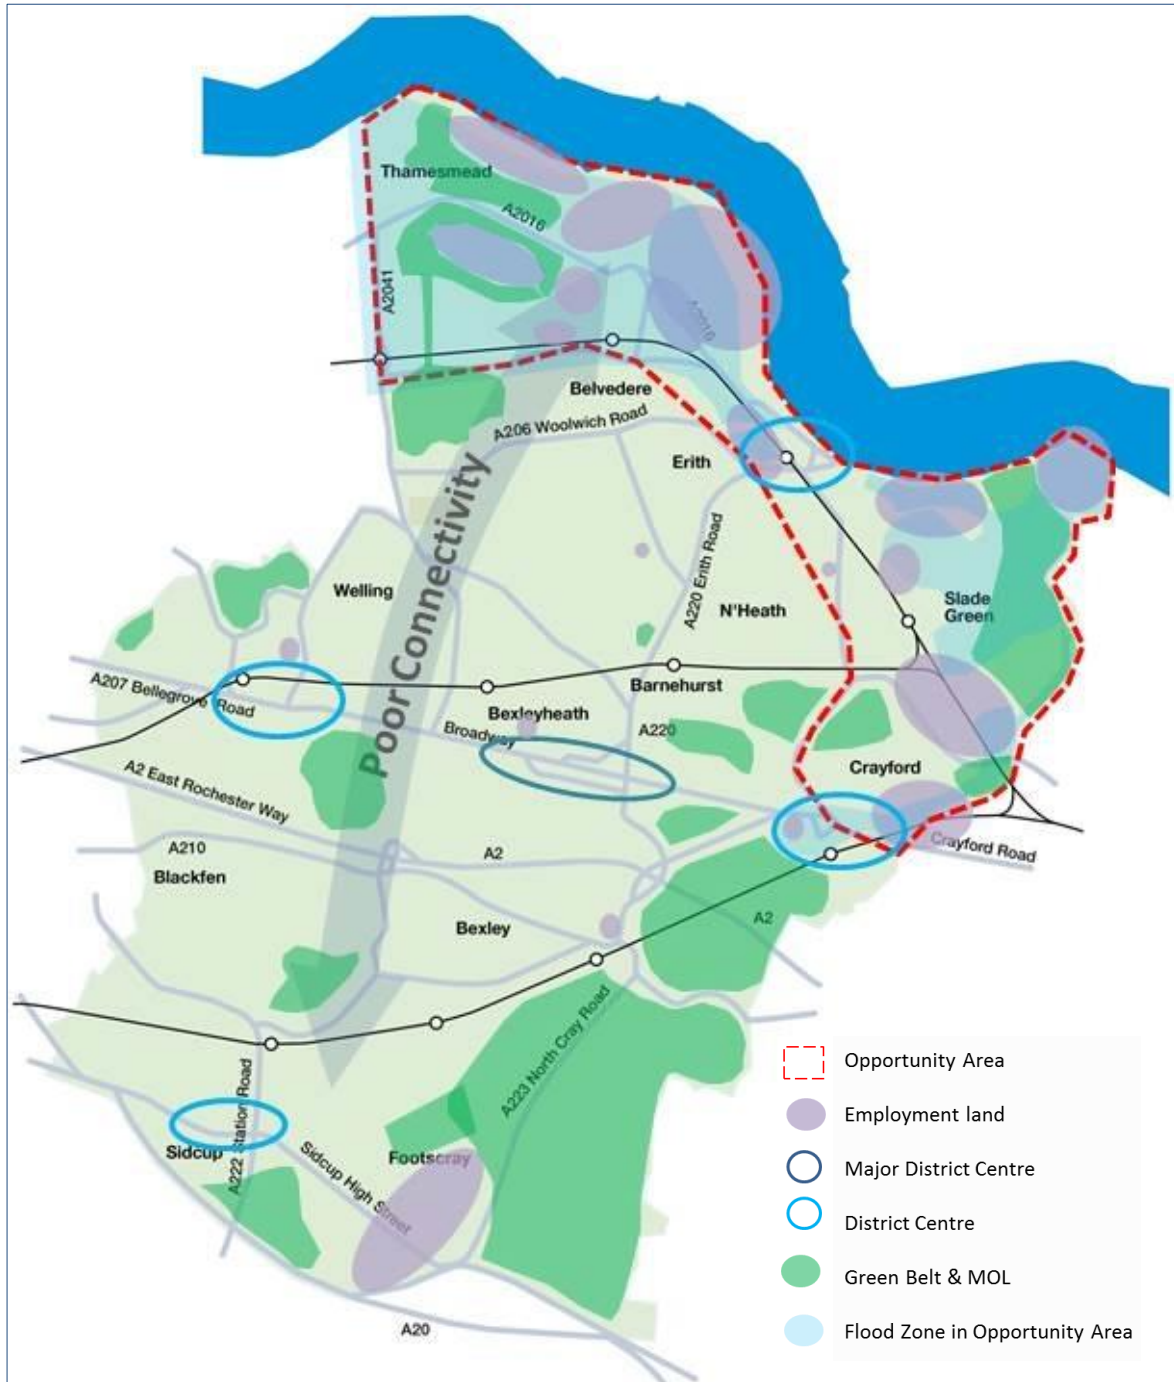 Thamesmead
A2016
A2041
A2016
Belvedere
A206 Woolwich Road
Erith
Poor Connectivity
A220 Erith Road
Welling
N'Heath
Slade
Green
A207 Bellegrove Road
Barnehurst
Bexleyheath
Broadway
A220
Crayford
A2 East Rochester Way
A210
A2
Crayford Road
Blackfen
Bexley
A2
A223 North Cray Road
A222 Station Road
Sidcup
Sidcup High Street
Footscray
A20
Opportunity Area
Employment land
Major District Centre
District Centre
Green Belt & MOL
Flood Zone in Opportunity Area